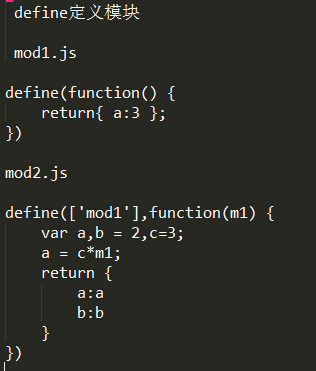 define定义模块
mod1.js
define(function() {
return{ a:3 };
})
mod2.js
define(['mod1'],function(m1) {
var a,b = 2,c=3;
a = c*m1;
return {
a:a
b:b
}
})